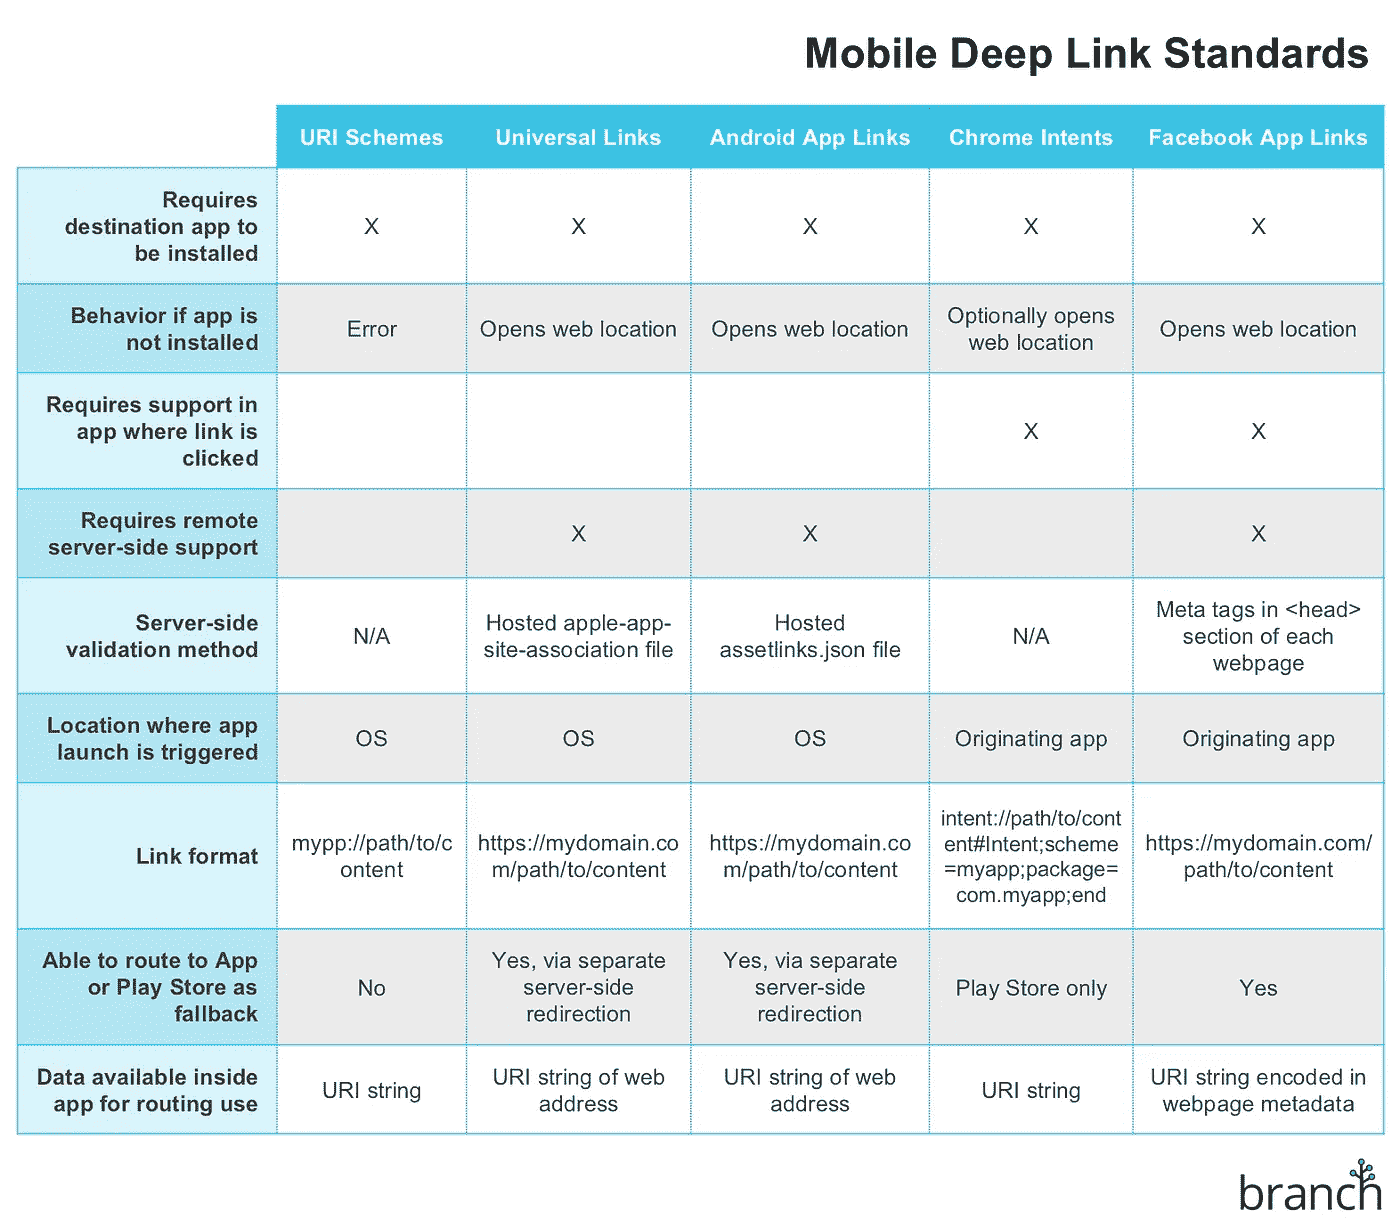 Mobile Deep Link Standards
URI Schemes
Universal Links
Android App Links
Chrome Intents
Facebook App Links
Requires
destination app to
be installed
X
X
X
X
X
Behavior if app is
not installed
Error
Opens web location
Opens web location
Optionally opens
web location
Opens web location
Requires support in
app where link is
clicked
X
X
Requires remote
server-side support
X
X
X
Server-side
validation method
N/A
Hosted apple-app-
site-association file
Hosted
assetlinks.json file
N/A
Meta tags in <head>
section of each
webpage
Location where app
launch is triggered
OS
OS
OS
Originating app
Originating app
Link format
mypp://path/to/c
ontent
https://mydomain.co
m/path/to/content
https://mydomain.co
m/path/to/content
intent://path/to/cont
ent#Intent;scheme
=myapp;package=
com.myapp;end
https://mydomain.com/
path/to/content
Able to route to App
or Play Store as
fallback
No
Yes, via separate
server-side
redirection
Yes, via separate
server-side
redirection
Play Store only
Yes
Data available inside
app for routing use
URI string
URI string of web
address
URI string of web
address
URI string
URI string encoded in
webpage metadata
branch